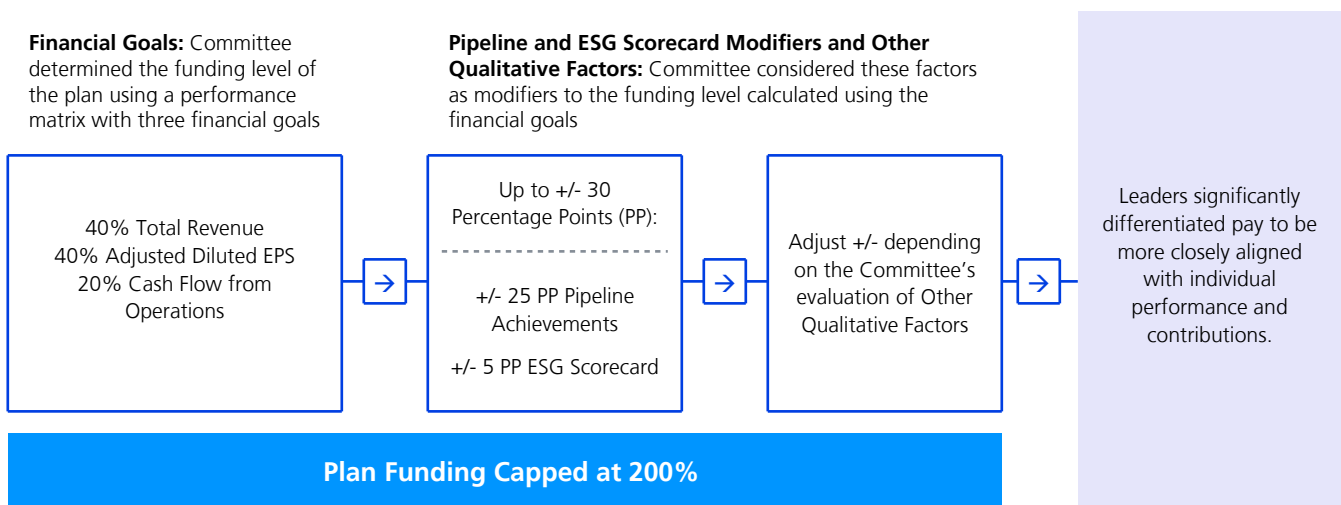 Financial Goals: Committee
determined the funding level of
the plan using a performance
matrix with three financial goals
Pipeline and ESG Scorecard Modifiers and Other
Qualitative Factors: Committee considered these factors
as modifiers to the funding level calculated using the
financial goals
40% Total Revenue
40% Adjusted Diluted EPS
20% Cash Flow from
Operations
→
Up to +/- 30
Percentage Points (PP):
+/- 25 PP Pipeline
Achievements
+/- 5 PP ESG Scorecard
→
Adjust +/- depending
on the Committee’s
evaluation of Other
Qualitative Factors
→
Leaders significantly
differentiated pay to be
more closely aligned
with individual
performance and
contributions.
Plan Funding Capped at 200%